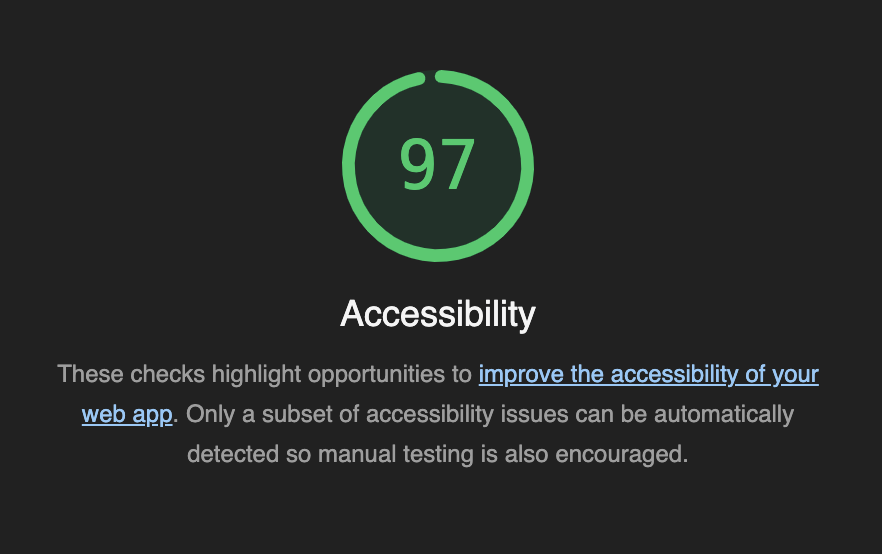 97
Accessibility
These checks highlight opportunities to improve the accessibility of your
web app. Only a subset of accessibility issues can be automatically
detected so manual testing is also encouraged.